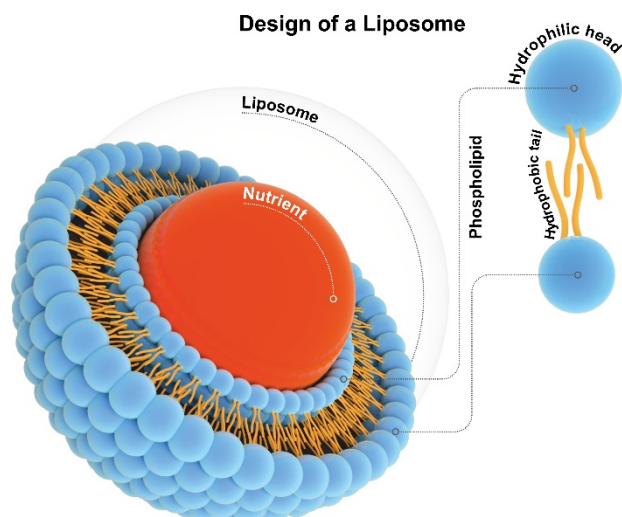 Design of a Liposome
Liposome
Nutrient
Phospholipid
Hydrophilic head
Hydrophobic tail